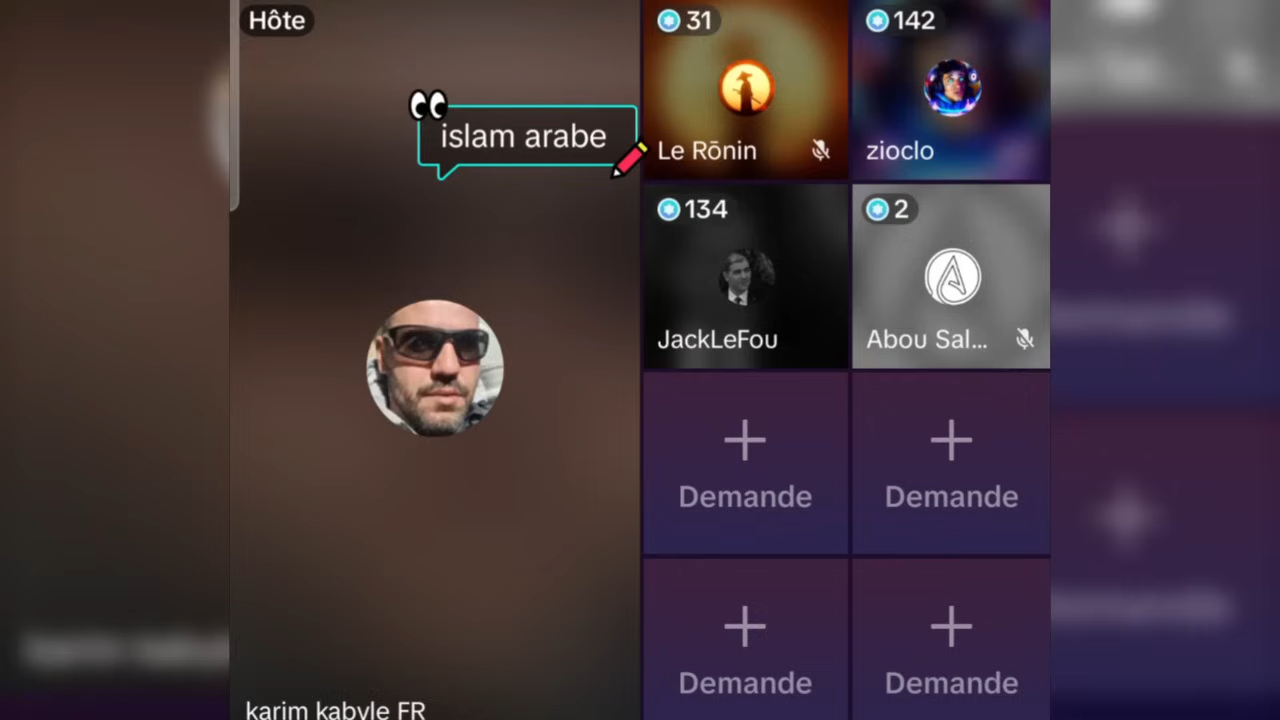 Hôte
islam arabe
karim kabyle FR
31
Le Rōnin
142
zioclo
134
JackLeFou
2
Abou Sal...
Demande
Demande
Demande
Demande